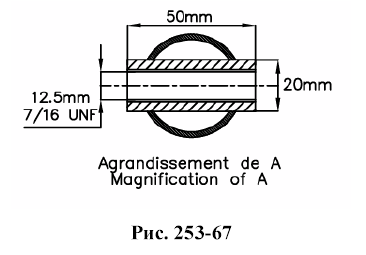 50mm
20mm
12.5mm
7/16 UNF
Agrandissement de A
Magnification of A
Рис. 253-67